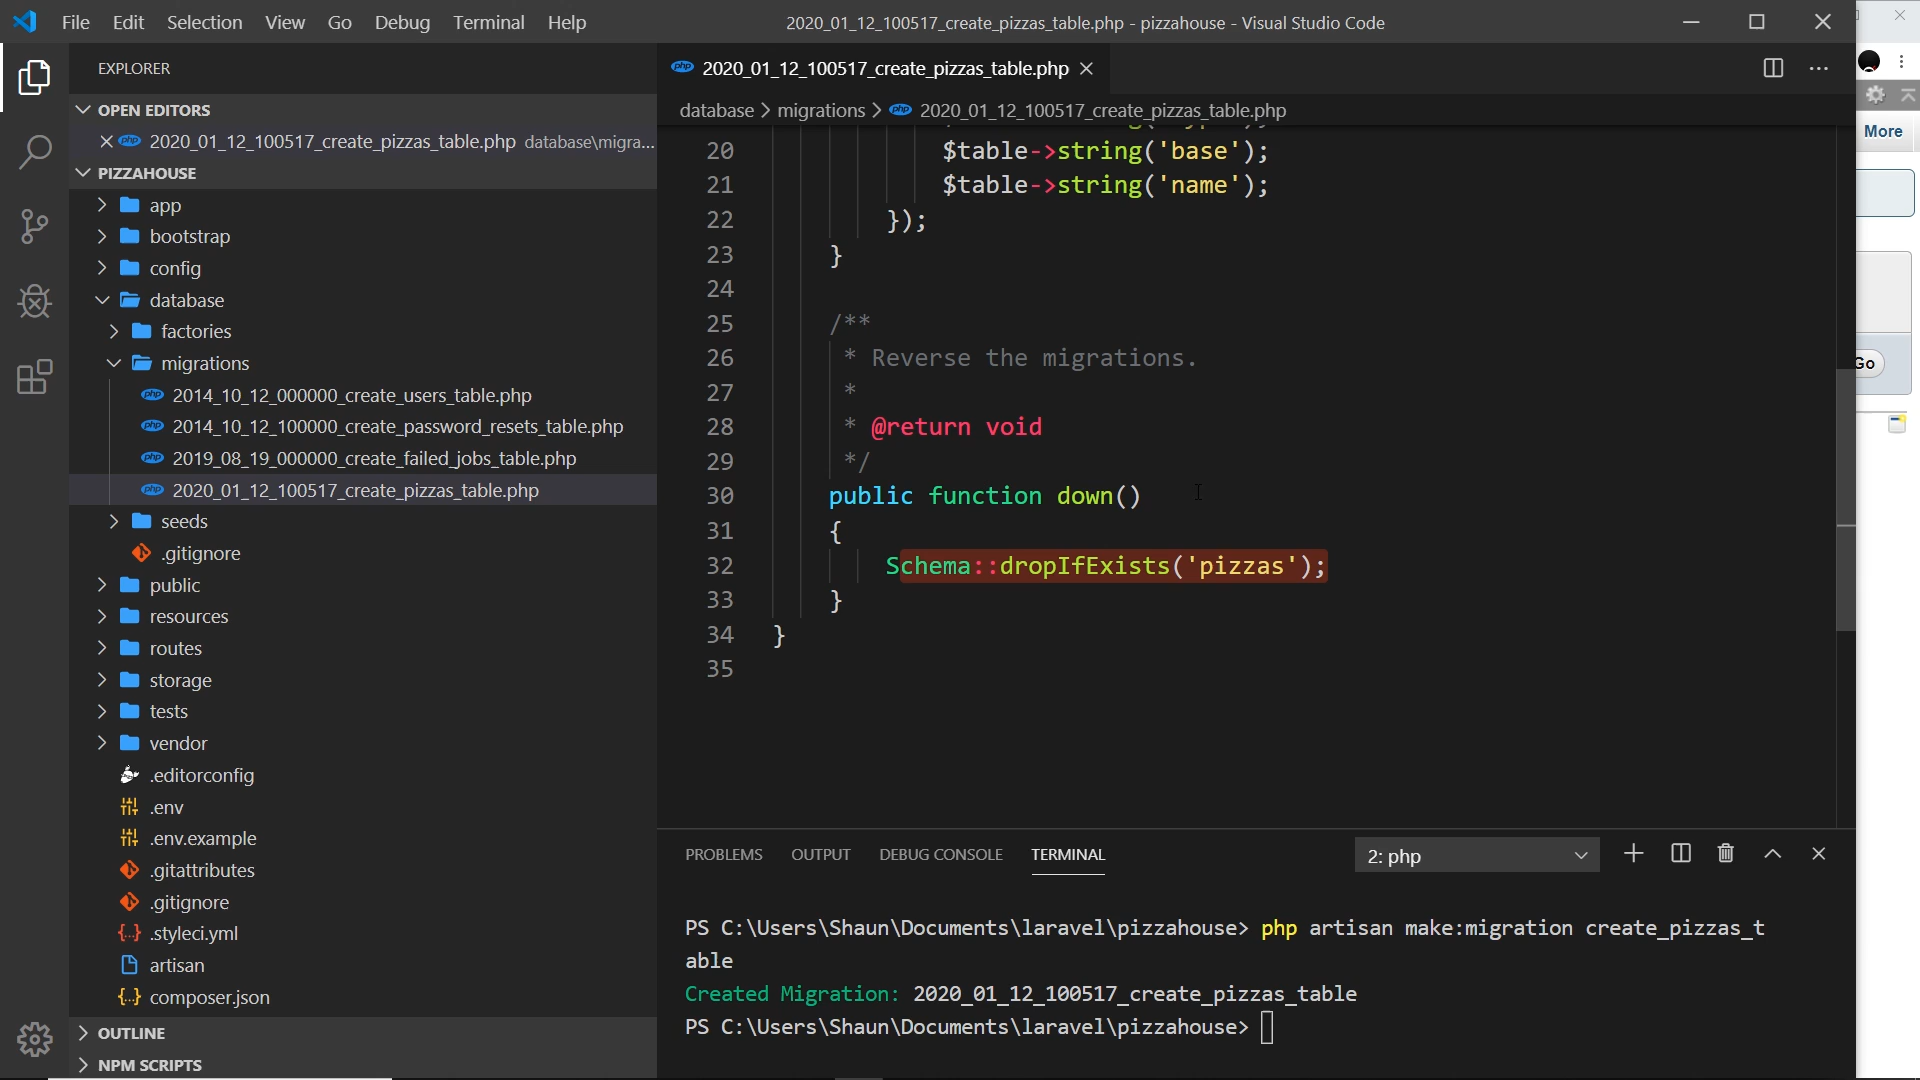 File Edit Selection View Go Debug Terminal Help
2020_01_12_100517_create_pizzas_table.php - pizzahouse - Visual Studio Code
EXPLORER
OPEN EDITORS
2020_01_12_100517_create_pizzas_table.php database\migra...
PIZZAHOUSE
app
bootstrap
config
database
factories
migrations
2014_10_12_000000_create_users_table.php
2014_10_12_100000_create_password_resets_table.php
2019_08_19_000000_create_failed_jobs_table.php
2020_01_12_100517_create_pizzas_table.php
seeds
.gitignore
public
resources
routes
storage
tests
vendor
.editorconfig
.env
.env.example
.gitattributes
.gitignore
.styleci.yml
artisan
composer.json
OUTLINE
NPM SCRIPTS
2020_01_12_100517_create_pizzas_table.php
database > migrations > 2020_01_12_100517_create_pizzas_table.php
20 $table->string('base');
21 $table->string('name');
22 });
23 }
24
25 /**
26 * Reverse the migrations.
27 *
28 * @return void
29 */
30 public function down()
31 {
32 Schema::dropIfExists('pizzas');
33 }
34 }
35
PROBLEMS OUTPUT DEBUG CONSOLE TERMINAL
2: php
PS C:\Users\Shaun\Documents\laravel\pizzahouse> php artisan make:migration create_pizzas_t
able
Created Migration: 2020_01_12_100517_create_pizzas_table
PS C:\Users\Shaun\Documents\laravel\pizzahouse>
More
Go